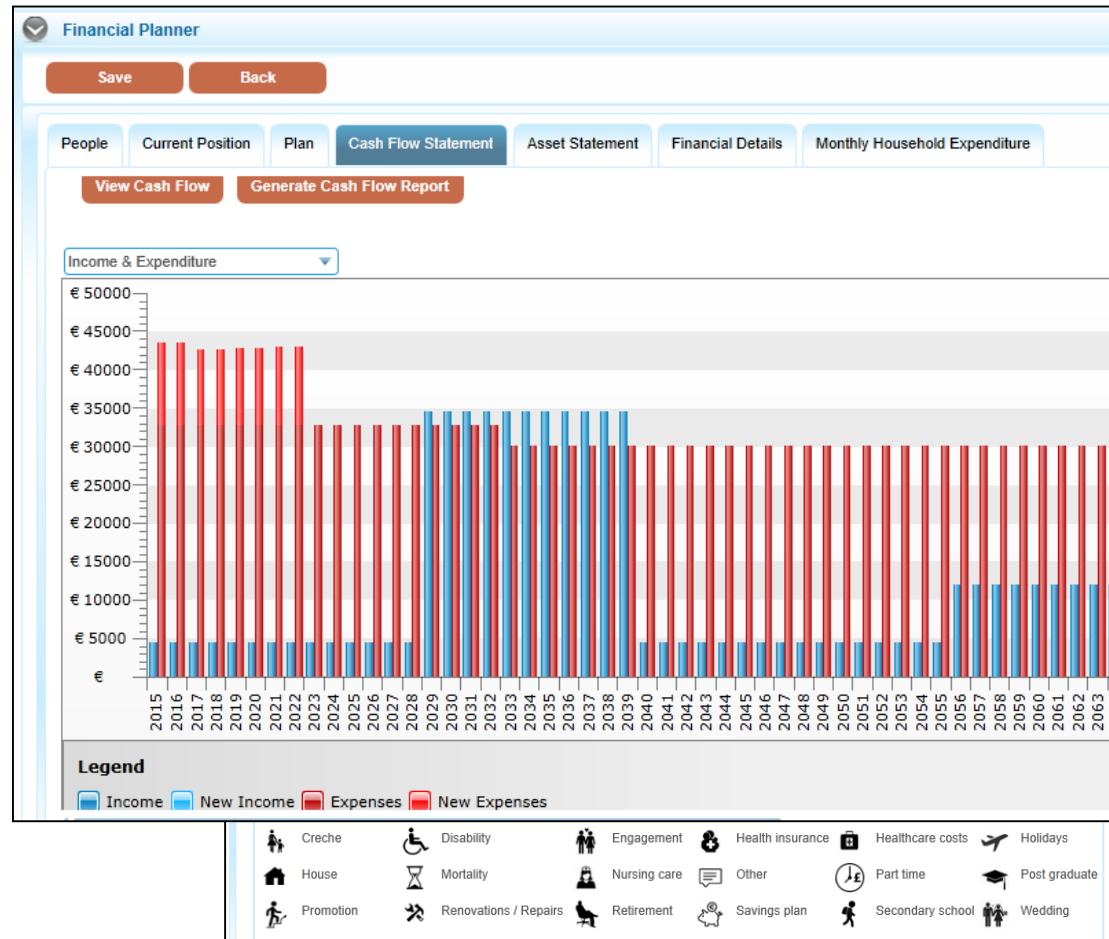 Financial Planner
Save Back
People Current Position Plan Cash Flow Statement Asset Statement Financial Details Monthly Household Expenditure
View Cash Flow Generate Cash Flow Report
Income & Expenditure
€ 50000
€ 45000
€ 40000
€ 35000
€ 30000
€ 25000
€ 20000
€ 15000
€ 10000
€ 5000
€
2015 2016 2017 2018 2019 2020 2021 2022 2023 2024 2025 2026 2027 2028 2029 2030 2031 2032 2033 2034 2035 2036 2037 2038 2039 2040 2041 2042 2043 2044 2045 2046 2047 2048 2049 2050 2051 2052 2053 2054 2055 2056 2057 2058 2059 2060 2061 2062 2063
Legend
Income New Income Expenses New Expenses
Creche Disability Engagement Health insurance Healthcare costs Holidays
House Mortality Nursing care Other Part time Post graduate
Promotion Renovations / Repairs Retirement Savings plan Secondary school Wedding